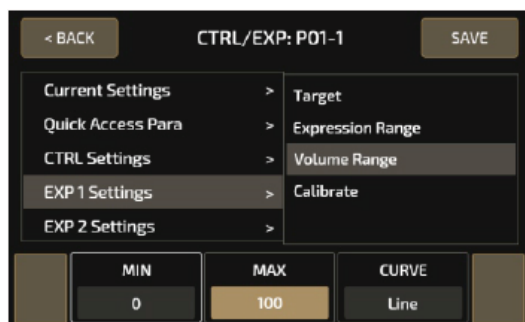 < BACK CTRL/EXP: P01-1 SAVE
Current Settings >
Quick Access Para >
CTRL Settings >
EXP 1 Settings >
EXP 2 Settings >
Target
Expression Range
Volume Range
Calibrate
MIN MAX CURVE
0 100 Line